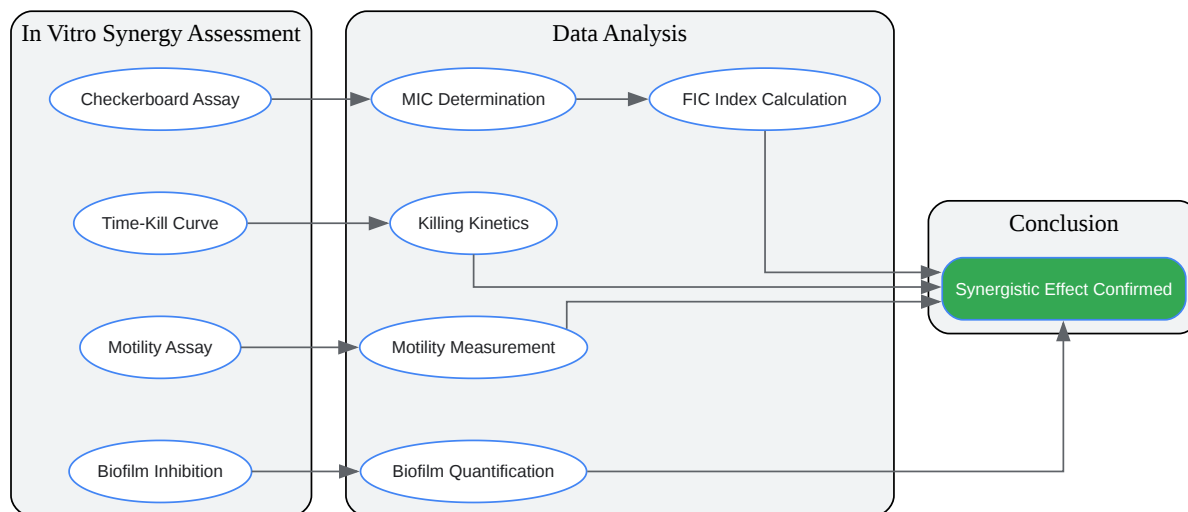 In Vitro Synergy Assessment
Checkerboard Assay
Time-Kill Curve
Motility Assay
Biofilm Inhibition
Data Analysis
MIC Determination
FIC Index Calculation
Killing Kinetics
Motility Measurement
Biofilm Quantification
Conclusion
Synergistic Effect Confirmed